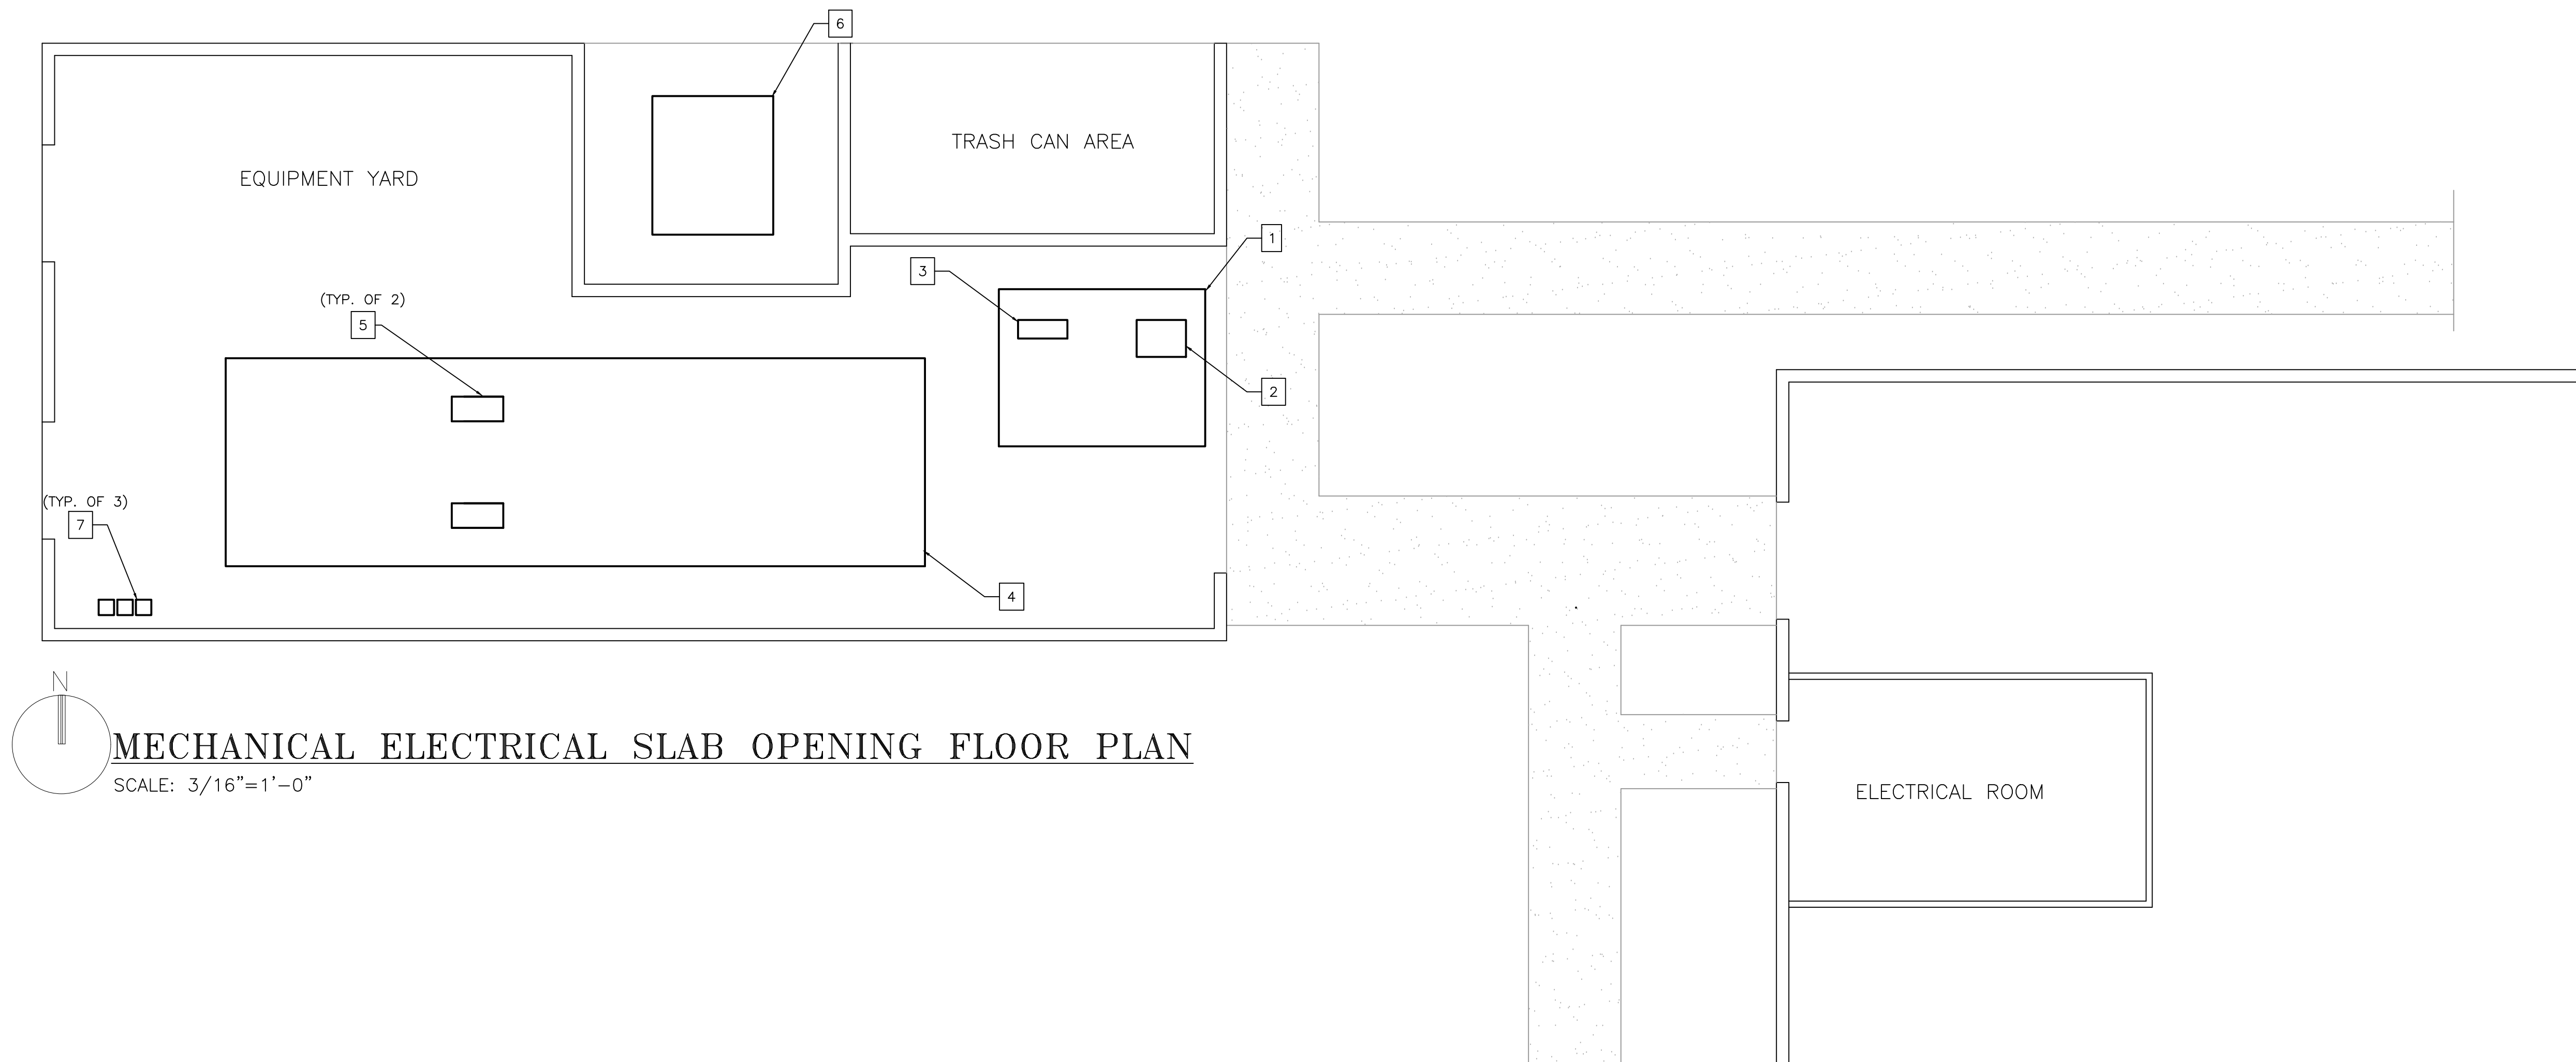 6
TRASH CAN AREA
EQUIPMENT YARD
1
3
(TYP. OF 2)
5
2
(TYP. OF 3)
7
4
N
MECHANICAL ELECTRICAL SLAB OPENING FLOOR PLAN
SCALE: 3/16"=1'-0"
ELECTRICAL ROOM